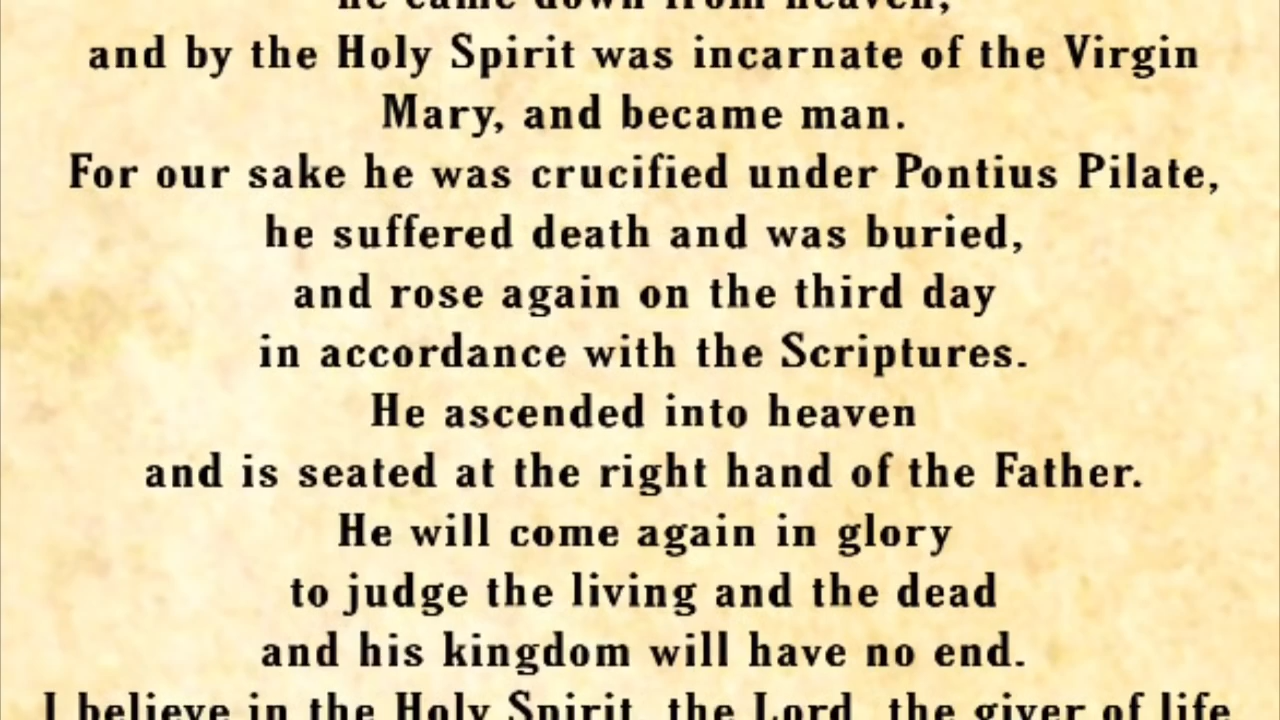 he came down from heaven,
and by the Holy Spirit was incarnate of the Virgin
Mary, and became man.
For our sake he was crucified under Pontius Pilate,
he suffered death and was buried,
and rose again on the third day
in accordance with the Scriptures.
He ascended into heaven
and is seated at the right hand of the Father.
He will come again in glory
to judge the living and the dead
and his kingdom will have no end.
I believe in the Holy Spirit, the Lord, the giver of life